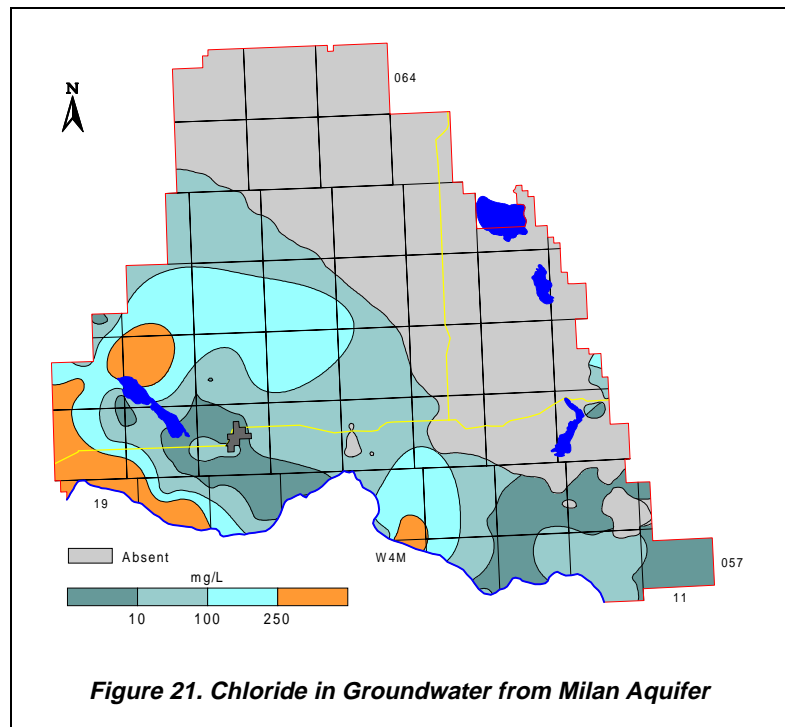 064
N
19
Absent
W4M
057
mg/L
11
10 100 250
Figure 21. Chloride in Groundwater from Milan Aquifer